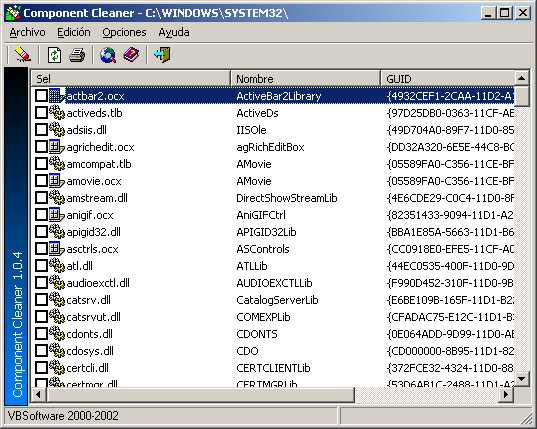 Component Cleaner - C:\WINDOWS\SYSTEM32\
Archivo Edición Opciones Ayuda
Sel Nombre GUID
actbar2.ocx ActiveBar2Library {4932CEF1-2CAA-11D2-A1
activeds.tlb ActiveDs {97D25DB0-0363-11CF-AB
adsiis.dll IISOle {49D704A0-89F7-11D0-85
agrichedit.ocx agRichEditBox {DD32A320-6E5E-44C8-BC
amcompat.tlb AMovie {05589FA0-C356-11CE-BF
amovie.ocx AMovie {05589FA0-C356-11CE-BF
amstream.dll DirectShowStreamLib {4E6CDE29-C0C4-11D0-8F
anigif.ocx AniGIFCtrl {82351433-9094-11D1-A2
apigid32.dll APIGID32Lib {BBA1E85A-5663-11D1-B6
asctrls.ocx ASControls {CC0918E0-EFE5-11CF-A0
atl.dll ATLLib {44EC0535-400F-11D0-9D
audioexctl.dll AUDIOEXCTLLib {F990D452-310F-11D0-9B
catsrv.dll CatalogServerLib {E6BE109B-165F-11D1-B2
catsrvut.dll COMEXPLib {CFADAC75-E12C-11D1-B3
cdonts.dll CDONTS {0E064ADD-9D99-11D0-AB
cdosys.dll CDO {CD000000-8B95-11D1-82
certcli.dll CERTCLIENTLib {372FCE32-4324-11D0-88
certmgr.dll CERTMGRLib {53D6AB1C-2488-11D1-A2
Component Cleaner 1.0.4
VBSoftware 2000-2002